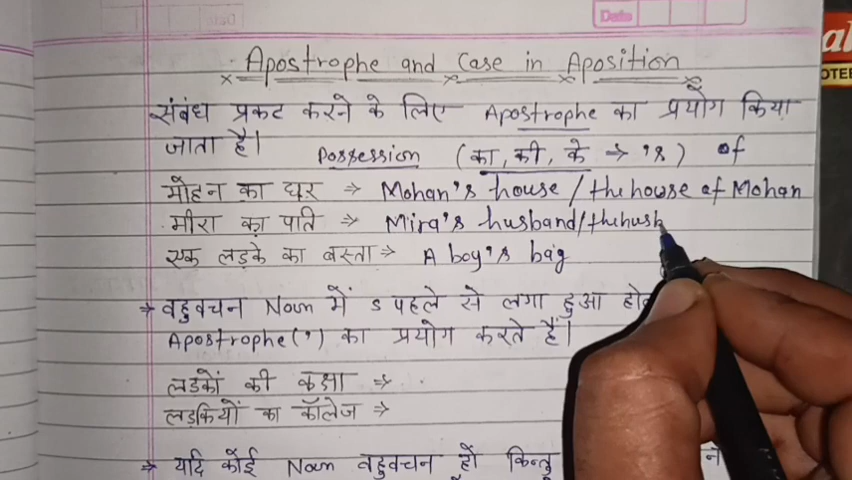 Date
Apostrophe and Case in Aposition
संबंध प्रकट करने के लिए Apostrophe का प्रयोग किया
जाता है। Possession (का, की, के → 's) of
मोहन का घर ⇒ Mohan's house / the house of Mohan
मीरा का पति ⇒ Mira's husband/the husb
एक लड़के का बस्ता ⇒ A boy's bag
→ बहुवचन Noun में s पहले से लगा हुआ हो
Apostrophe (') का प्रयोग करते हैं।
लडकों की कक्षा ⇒
लड़कियों का कॉलेज ⇒
→ यदि कोई Noun बहुवचन हो किन्तु